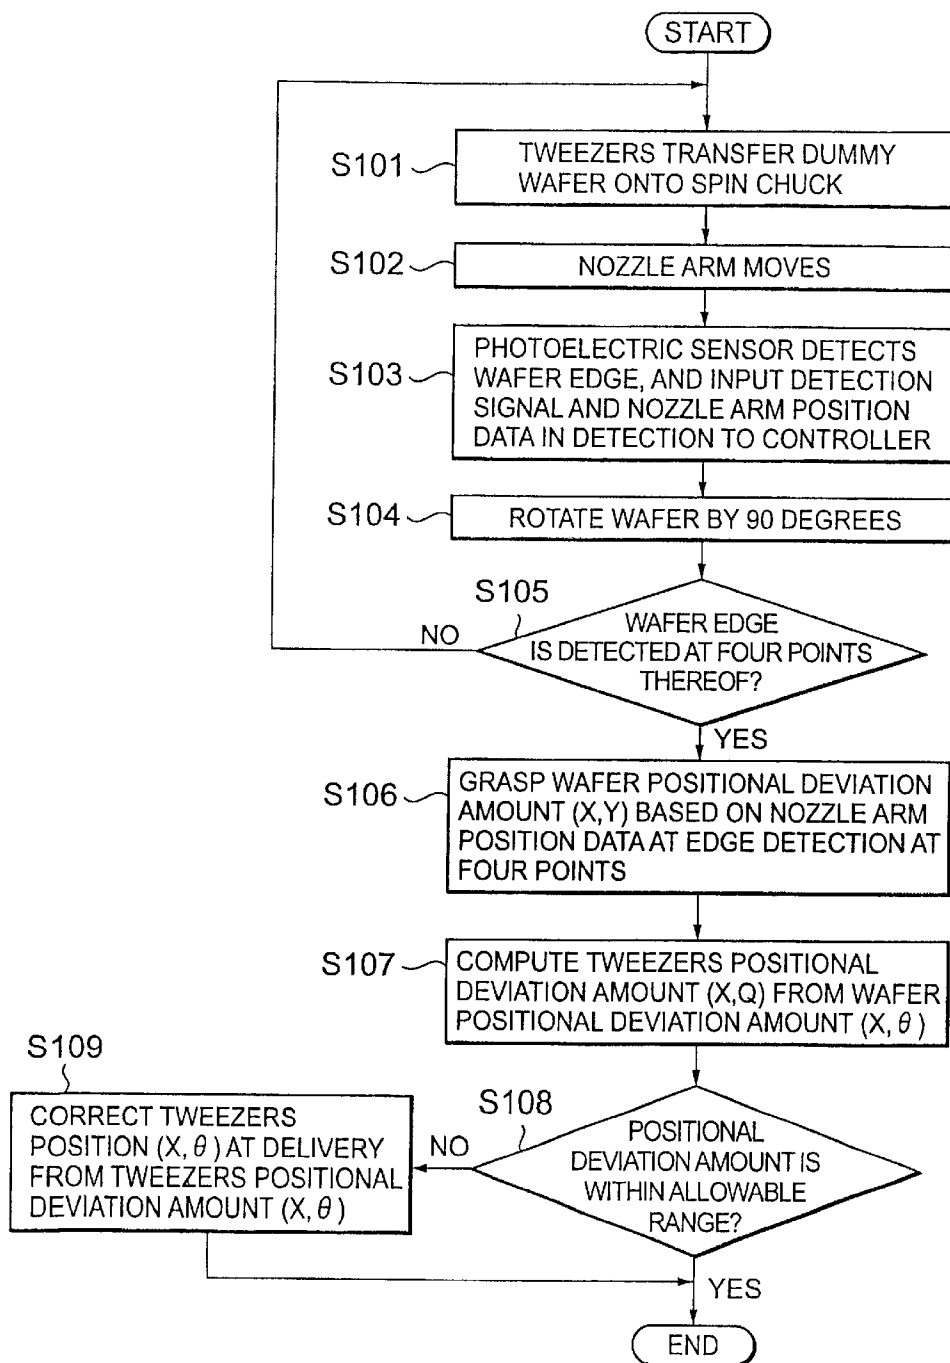 START
S101
TWEEZERS TRANSFER DUMMY
WAFER ONTO SPIN CHUCK
S102
NOZZLE ARM MOVES
S103
PHOTOELECTRIC SENSOR DETECTS
WAFER EDGE, AND INPUT DETECTION
SIGNAL AND NOZZLE ARM POSITION
DATA IN DETECTION TO CONTROLLER
S104
ROTATE WAFER BY 90 DEGREES
S105
NO
WAFER EDGE
IS DETECTED AT FOUR POINTS
THEREOF?
YES
S106
GRASP WAFER POSITIONAL DEVIATION
AMOUNT (X,Y) BASED ON NOZZLE ARM
POSITION DATA AT EDGE DETECTION AT
FOUR POINTS
S107
COMPUTE TWEEZERS POSITIONAL
DEVIATION AMOUNT (X,Q) FROM WAFER
POSITIONAL DEVIATION AMOUNT (X, θ)
S108
NO
POSITIONAL
DEVIATION AMOUNT IS
WITHIN ALLOWABLE
RANGE?
S109
CORRECT TWEEZERS
POSITION (X, θ) AT DELIVERY
FROM TWEEZERS POSITIONAL
DEVIATION AMOUNT (X, θ)
YES
END